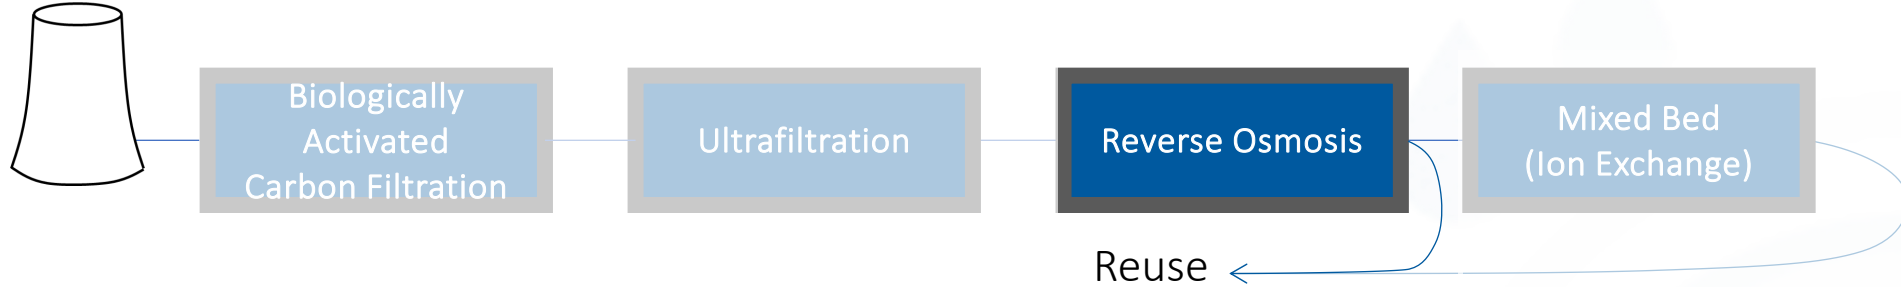 Biologically
Activated
Carbon Filtration
Ultrafiltration
Reverse Osmosis
Mixed Bed
(Ion Exchange)
Reuse